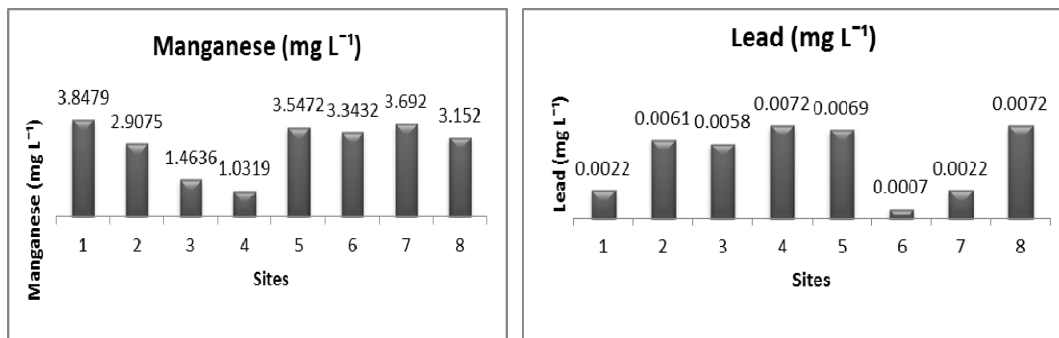 Manganese (mg L⁻¹)
Manganese (mg L⁻¹)
3.8479
2.9075
1.4636
1.0319
3.5472
3.3432
3.692
3.152
1 2 3 4 5 6 7 8
Sites
Lead (mg L⁻¹)
Lead (mg L⁻¹)
0.0022
0.0061
0.0058
0.0072
0.0069
0.0007
0.0022
0.0072
1 2 3 4 5 6 7 8
Sites